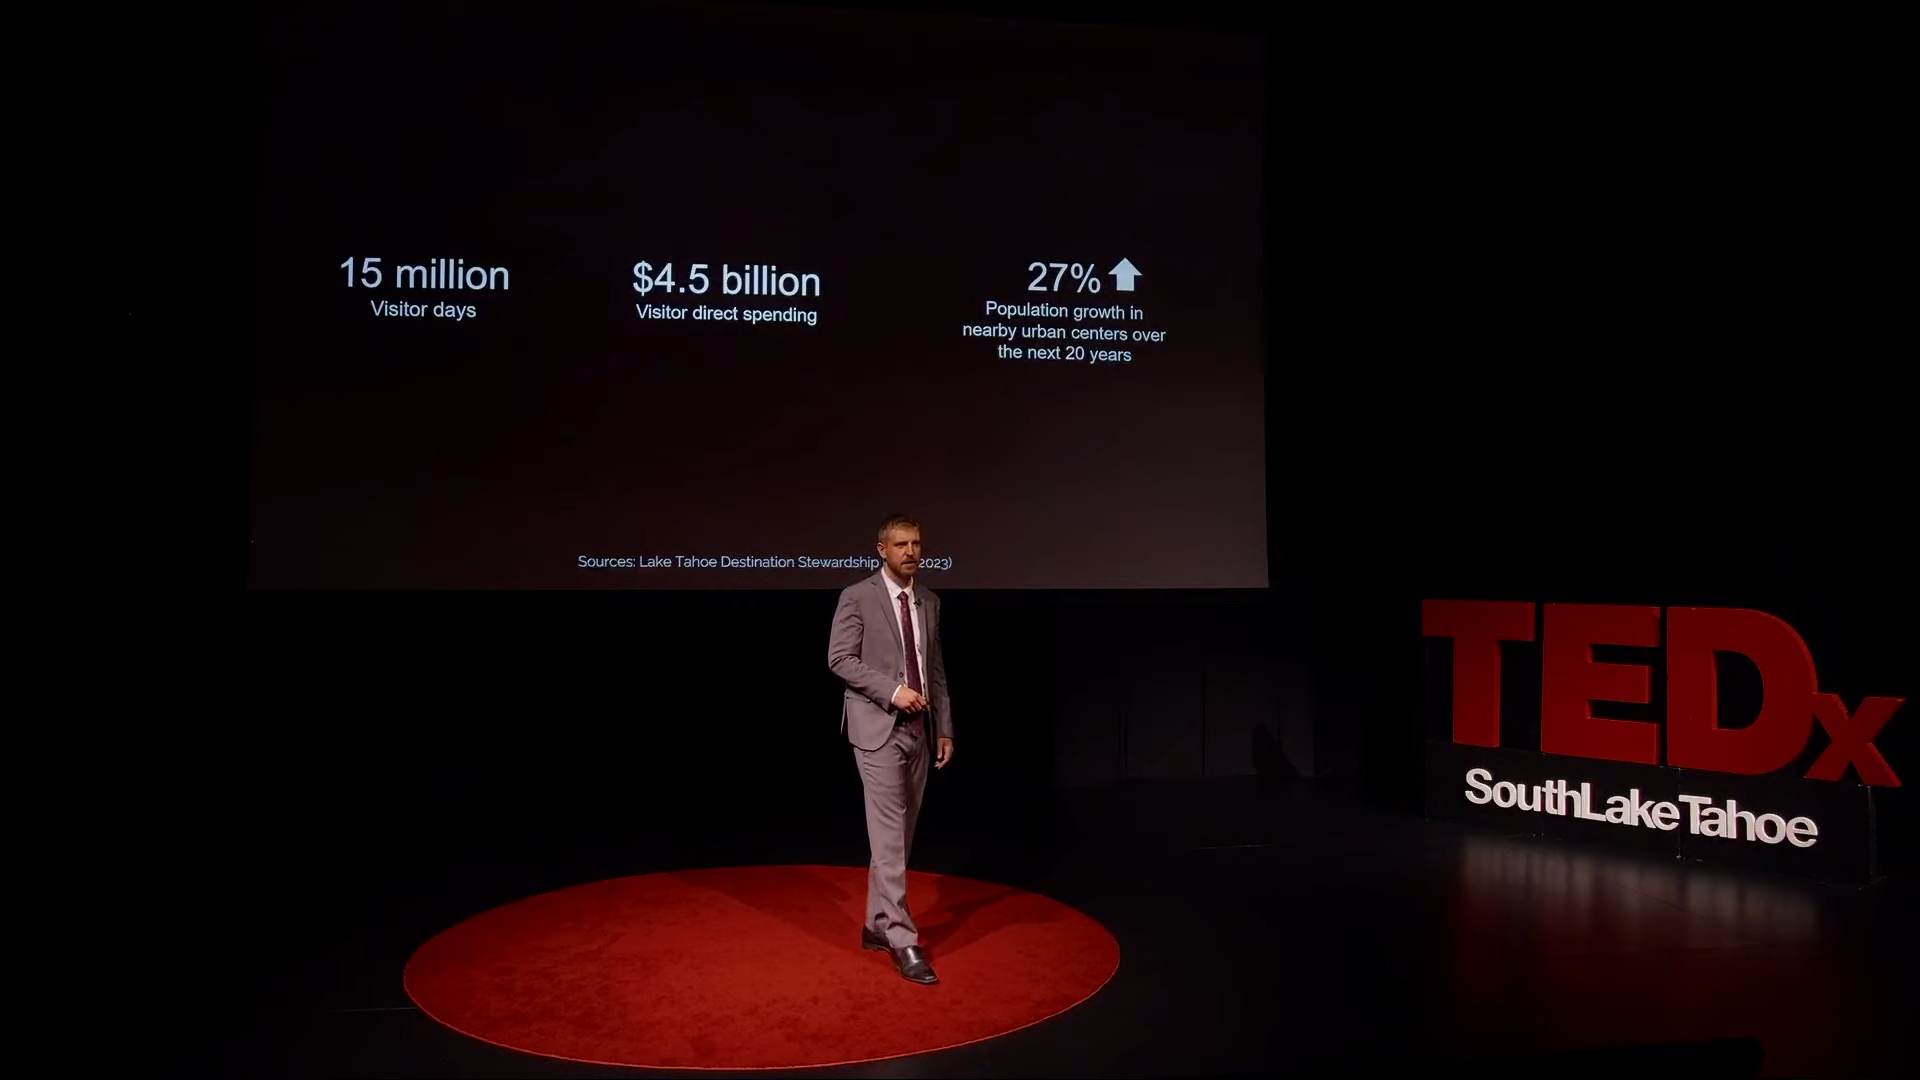 15 million
Visitor days
$4.5 billion
Visitor direct spending
27%
Population growth in
nearby urban centers over
the next 20 years
Sources: Lake Tahoe Destination Stewardship 2023)
TEDx
SouthLakeTahoe